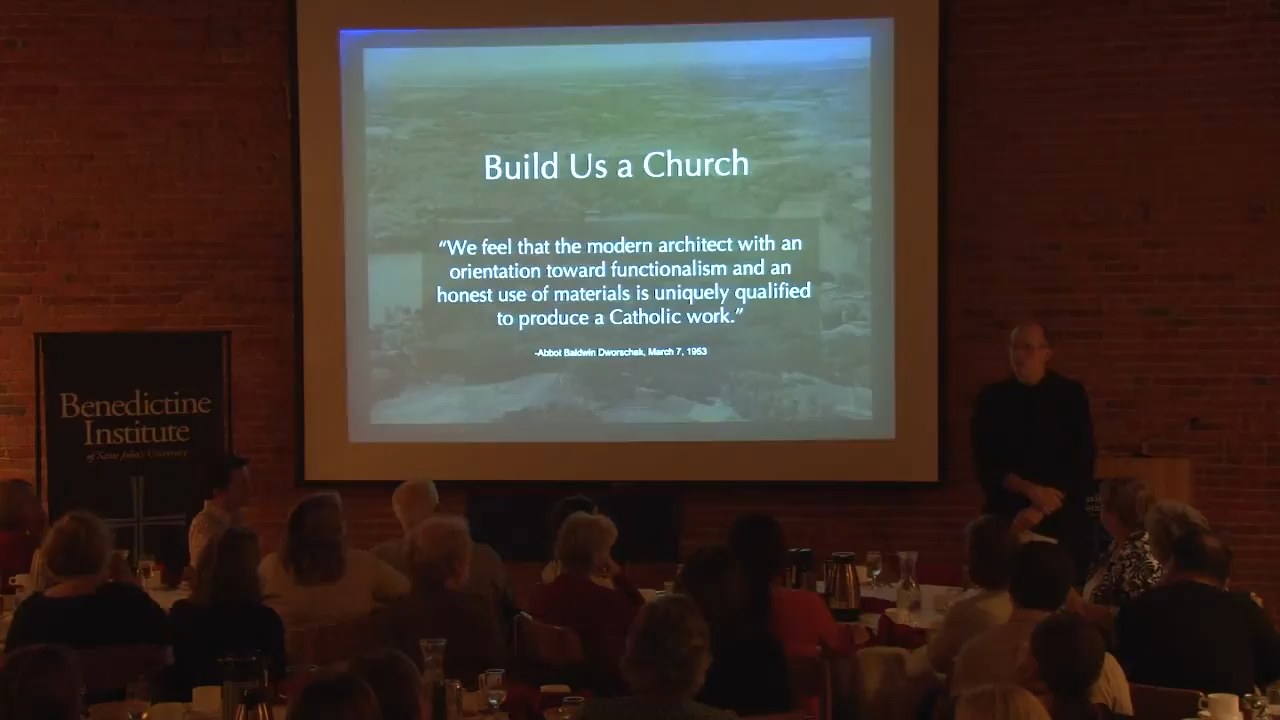 Build Us a Church
“We feel that the modern architect with an
orientation toward functionalism and an
honest use of materials is uniquely qualified
to produce a Catholic work.”
-Abbot Baldwin Dworschak, March 7, 1953
Benedictine
Institute
of Saint John's University